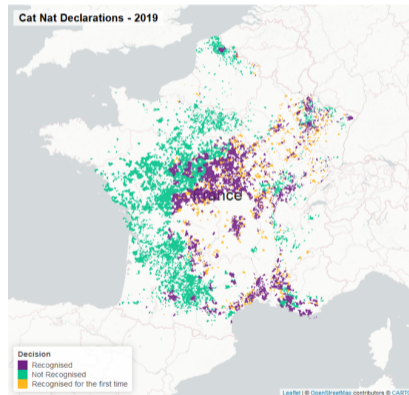 Cat Nat Declarations - 2019
France
Decision
Recognised
Not Recognised
Recognised for the first time
Leaflet | © OpenStreetMap contributors © CARTO